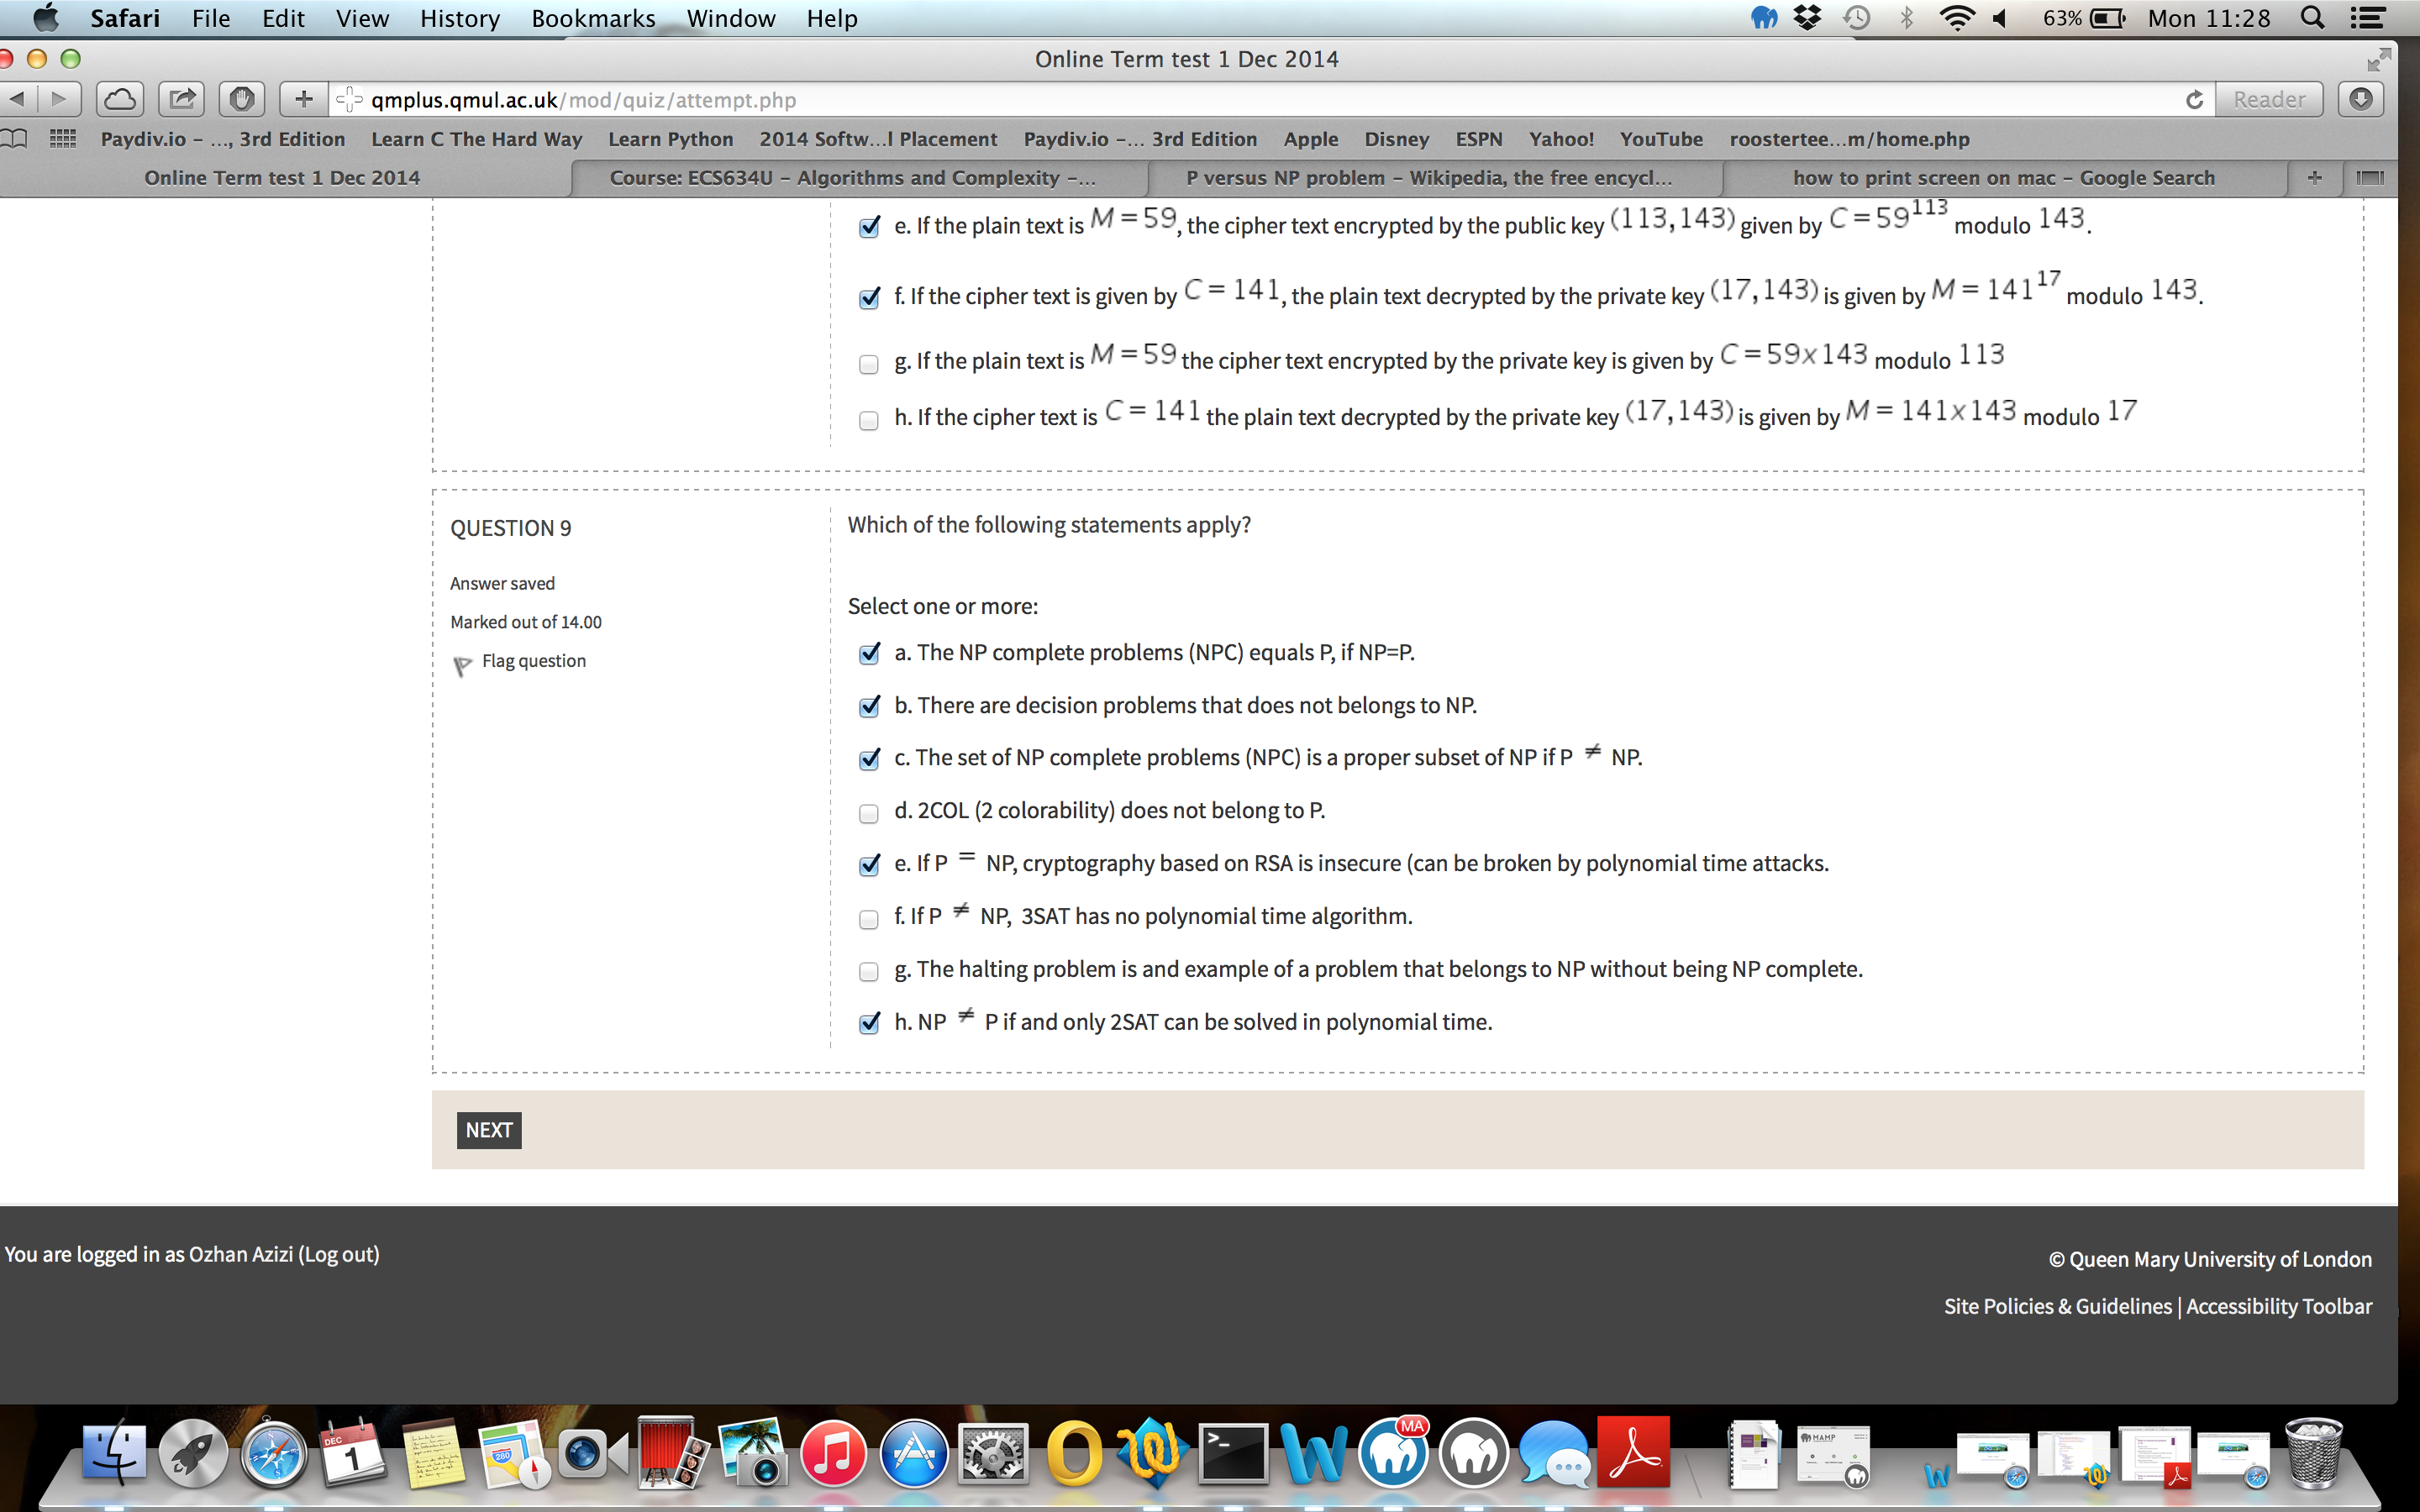 Safari File Edit View History Bookmarks Window Help 63% Mon 11:28
Online Term test 1 Dec 2014
qmplus.qmul.ac.uk/mod/quiz/attempt.php Reader
Paydiv.io – ..., 3rd Edition Learn C The Hard Way Learn Python 2014 Softw...l Placement Paydiv.io –... 3rd Edition Apple Disney ESPN Yahoo! YouTube roostertee...m/home.php
Online Term test 1 Dec 2014 Course: ECS634U – Algorithms and Complexity –... P versus NP problem – Wikipedia, the free encycl... how to print screen on mac – Google Search
e. If the plain text is M = 59, the cipher text encrypted by the public key (113,143) given by C = 59^113 modulo 143.
f. If the cipher text is given by C = 141, the plain text decrypted by the private key (17,143) is given by M = 141^17 modulo 143.
g. If the plain text is M = 59 the cipher text encrypted by the private key is given by C = 59x143 modulo 113
h. If the cipher text is C = 141 the plain text decrypted by the private key (17,143) is given by M = 141x143 modulo 17
QUESTION 9
Answer saved
Marked out of 14.00
Flag question
Which of the following statements apply?
Select one or more:
a. The NP complete problems (NPC) equals P, if NP=P.
b. There are decision problems that does not belongs to NP.
c. The set of NP complete problems (NPC) is a proper subset of NP if P ≠ NP.
d. 2COL (2 colorability) does not belong to P.
e. If P = NP, cryptography based on RSA is insecure (can be broken by polynomial time attacks.
f. If P ≠ NP, 3SAT has no polynomial time algorithm.
g. The halting problem is and example of a problem that belongs to NP without being NP complete.
h. NP ≠ P if and only 2SAT can be solved in polynomial time.
NEXT
You are logged in as Ozhan Azizi (Log out)
© Queen Mary University of London
Site Policies & Guidelines | Accessibility Toolbar
DEC
1
280
MA
MAMP